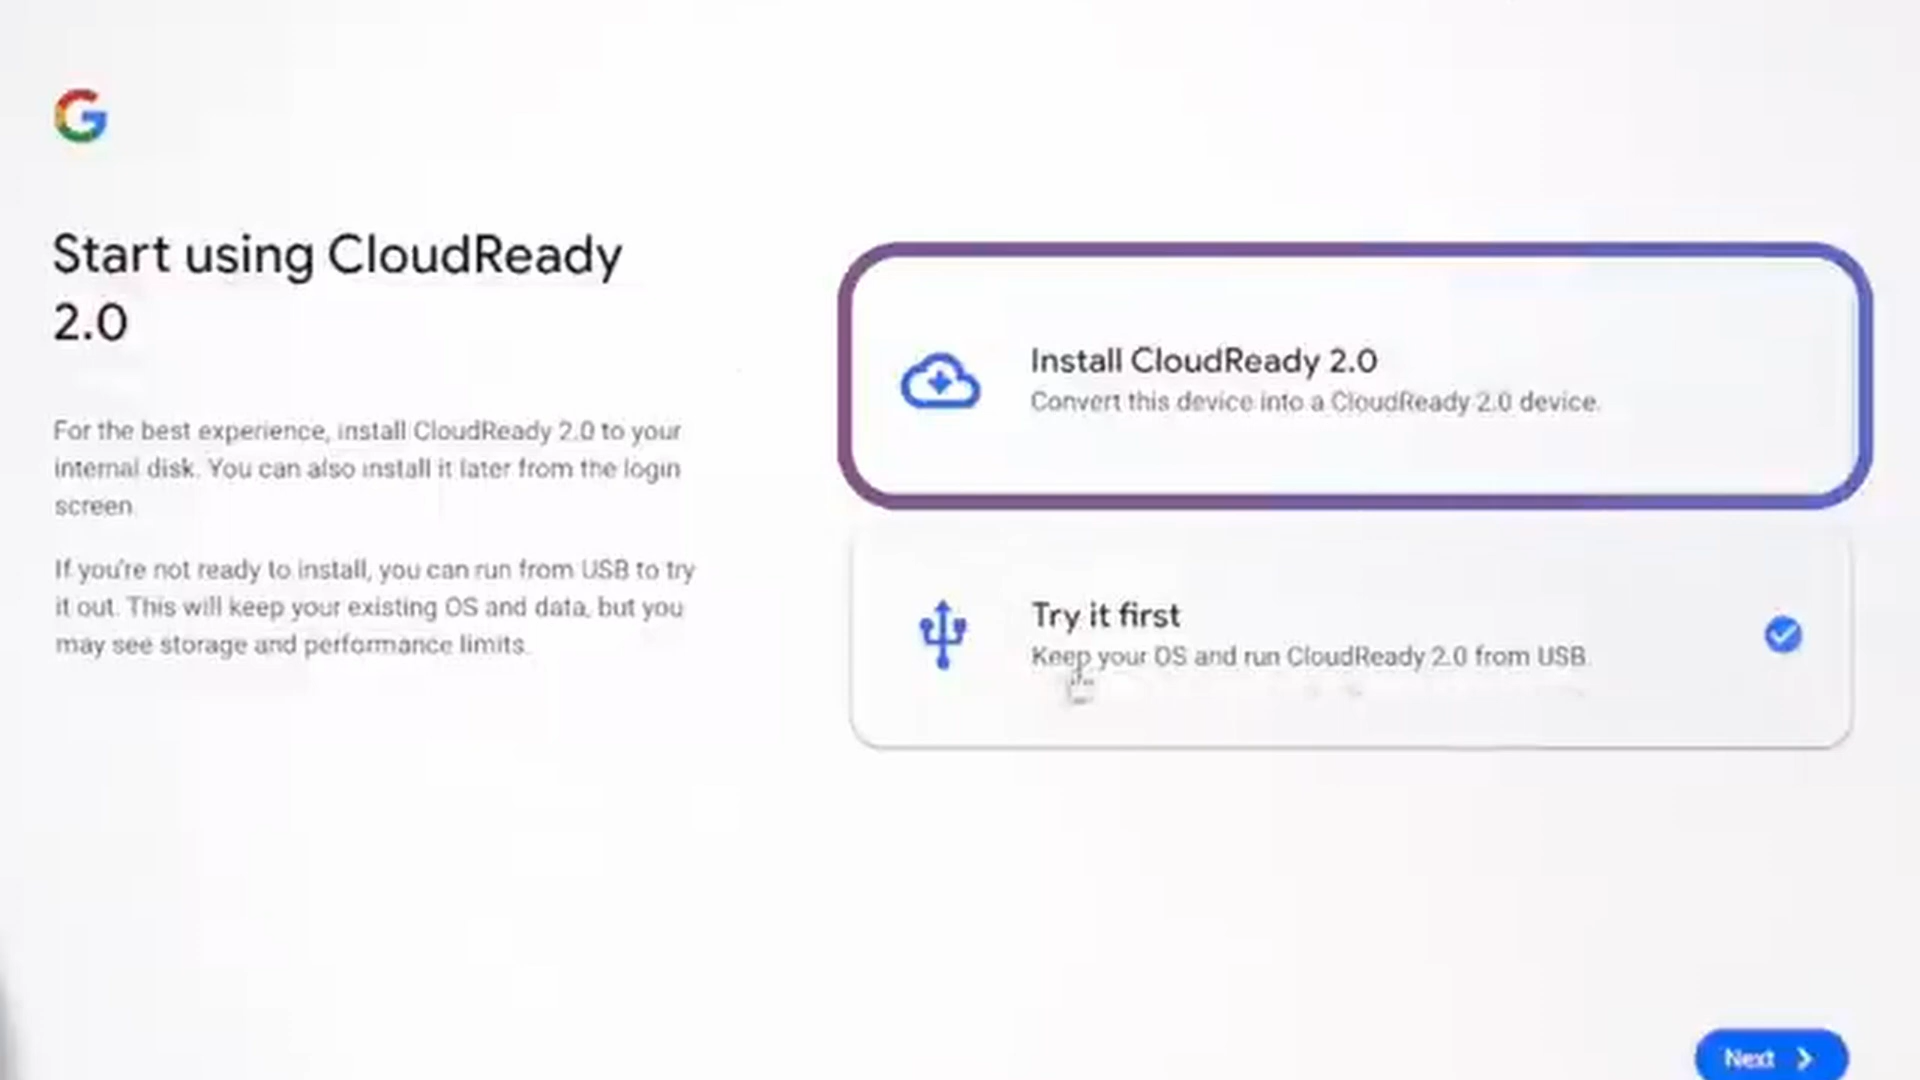 Start using CloudReady
2.0
For the best experience, install CloudReady 2.0 to your
internal disk. You can also install it later from the login
screen.
If you're not ready to install, you can run from USB to try
it out. This will keep your existing OS and data, but you
may see storage and performance limits.
Install CloudReady 2.0
Convert this device into a CloudReady 2.0 device.
Try it first
Keep your OS and run CloudReady 2.0 from USB.
Next